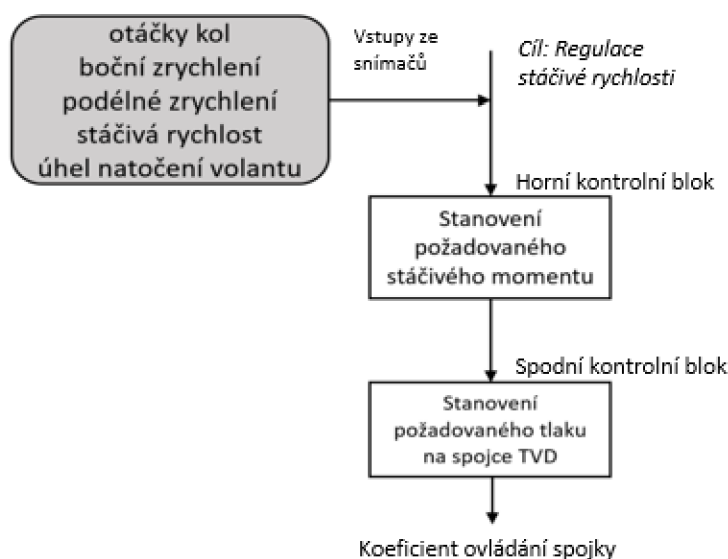 otáčky kol
boční zrychlení
podélné zrychlení
stáčivá rychlost
úhel natočení volantu
Vstupy ze
snímačů
Cíl: Regulace
stáčivé rychlosti
Horní kontrolní blok
Stanovení
požadovaného
stáčivého momentu
Spodní kontrolní blok
Stanovení
požadovaného tlaku
na spojce TVD
Koeficient ovládání spojky